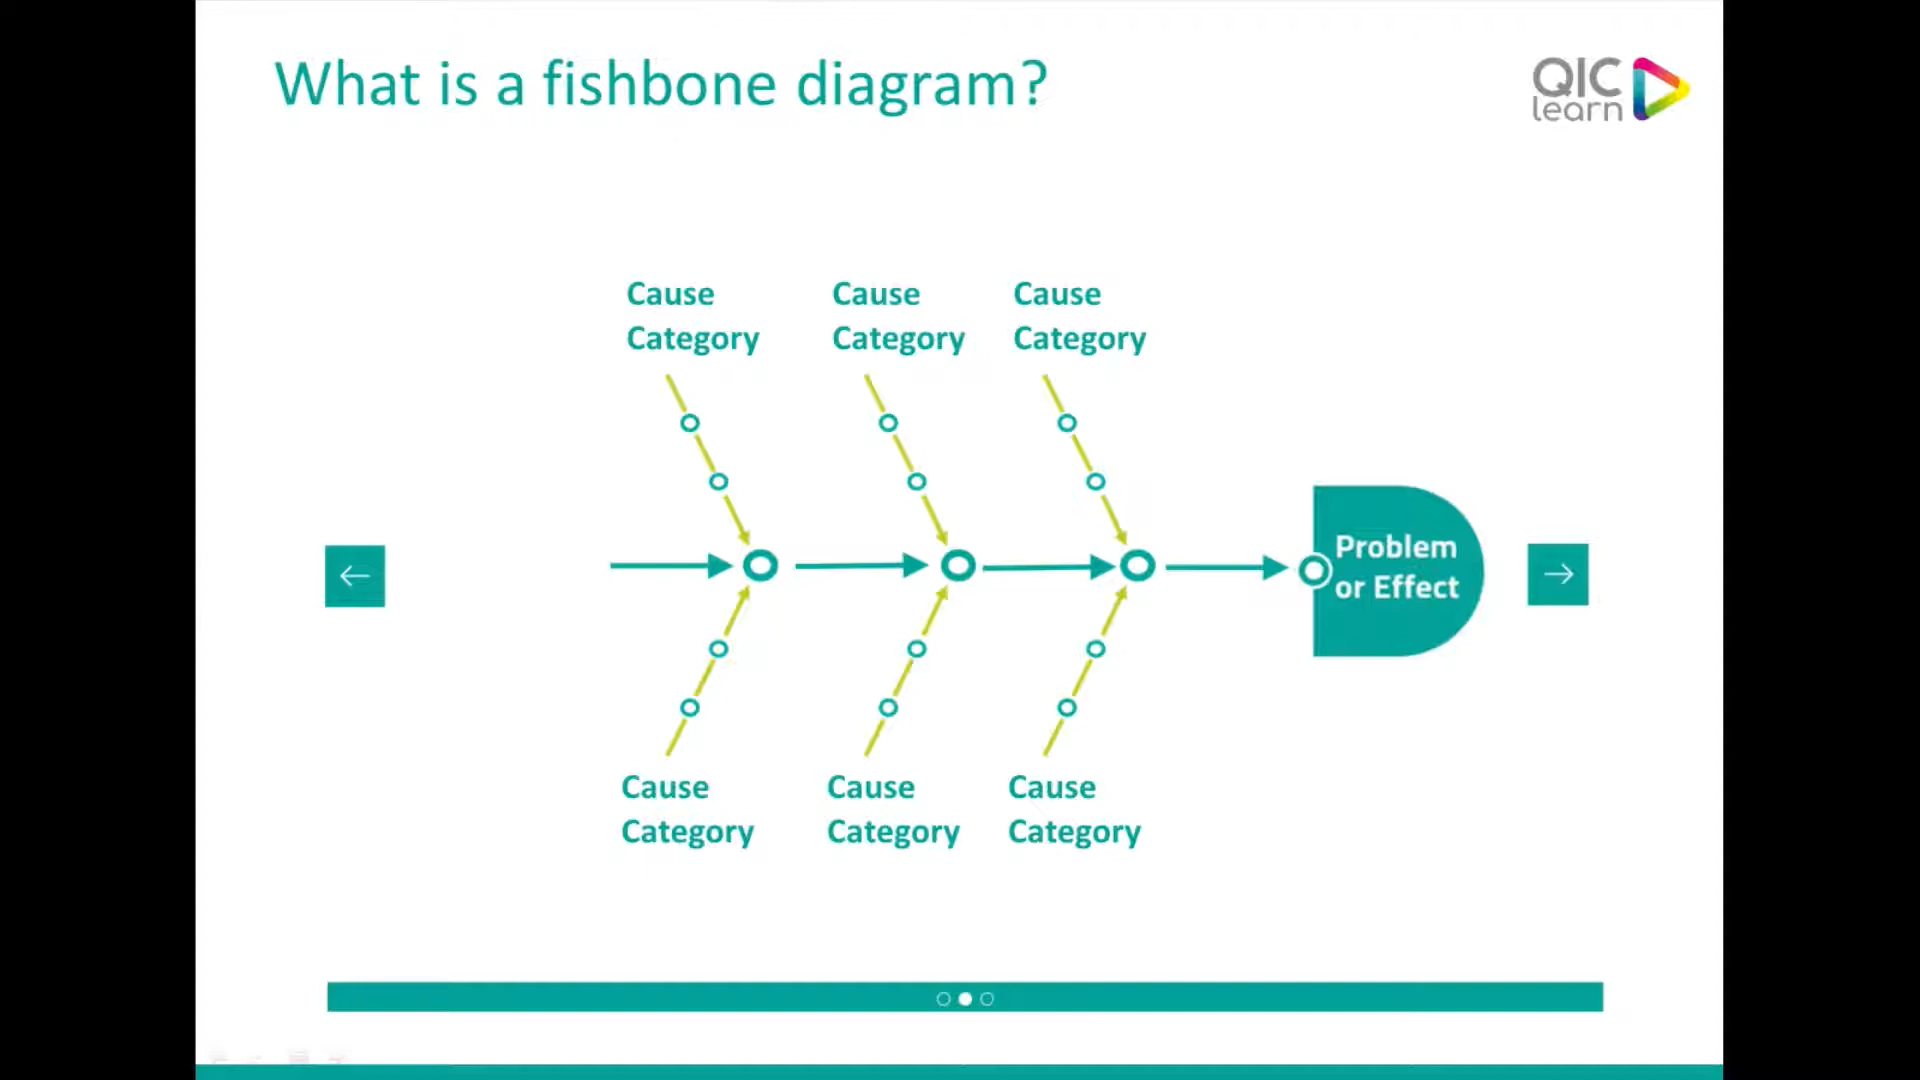 What is a fishbone diagram?
QIC
learn
Cause
Category
Cause
Category
Cause
Category
Problem
or Effect
Cause
Category
Cause
Category
Cause
Category